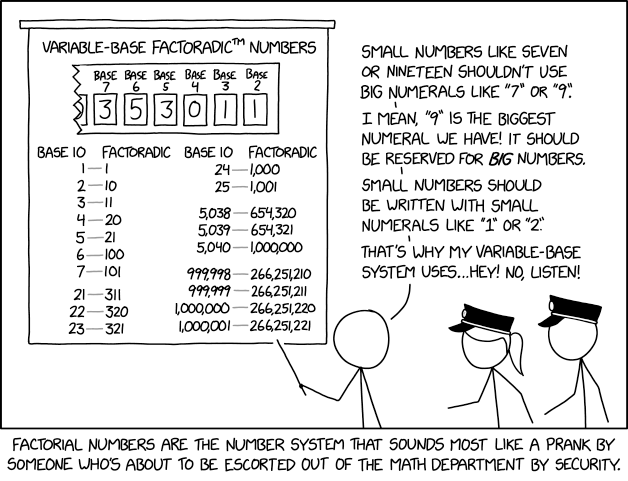 VARIABLE-BASE FACTORADIC™ NUMBERS
BASE 7 BASE 6 BASE 5 BASE 4 BASE 3 BASE 2
3 5 3 0 1 1
BASE 10 FACTORADIC
1—1
2—10
3—11
4—20
5—21
6—100
7—101
21—311
22—320
23—321
BASE 10 FACTORADIC
24—1,000
25—1,001
5,038—654,320
5,039—654,321
5,040—1,000,000
999,998—266,251,210
999,999—266,251,211
1,000,000—266,251,220
1,000,001—266,251,221
SMALL NUMBERS LIKE SEVEN
OR NINETEEN SHOULDN'T USE
BIG NUMERALS LIKE "7" OR "9".
I MEAN, "9" IS THE BIGGEST
NUMERAL WE HAVE! IT SHOULD
BE RESERVED FOR BIG NUMBERS.
SMALL NUMBERS SHOULD
BE WRITTEN WITH SMALL
NUMERALS LIKE "1" OR "2".
THAT'S WHY MY VARIABLE-BASE
SYSTEM USES...HEY! NO, LISTEN!
FACTORIAL NUMBERS ARE THE NUMBER SYSTEM THAT SOUNDS MOST LIKE A PRANK BY
SOMEONE WHO'S ABOUT TO BE ESCORTED OUT OF THE MATH DEPARTMENT BY SECURITY.